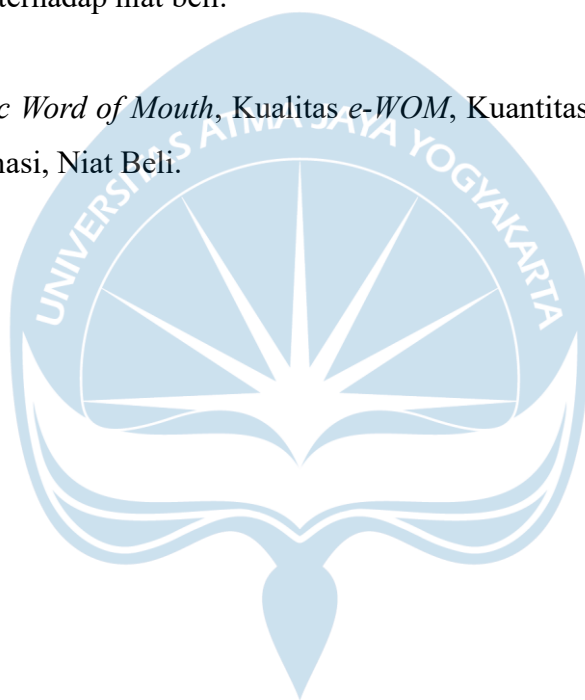 terhadap niat beli.
c Word of Mouth, Kualitas e-WOM, Kuantitas
nasi, Niat Beli.
UNIVERSITAS ATMA JAYA YOGYAKARTA